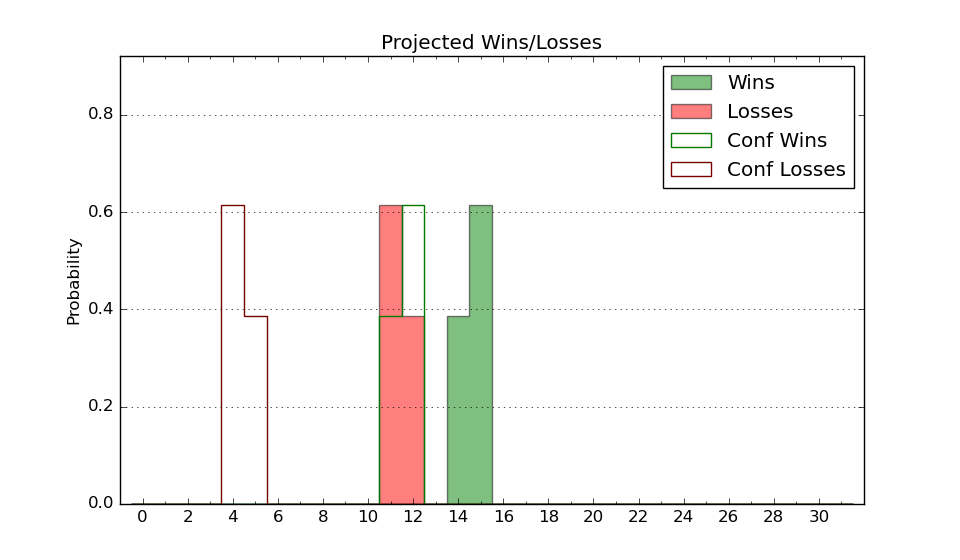 Projected Wins/Losses
Wins
Losses
Conf Wins
Conf Losses
Probability
0.8
0.6
0.4
0.2
0.0
0 2 4 6 8 10 12 14 16 18 20 22 24 26 28 30